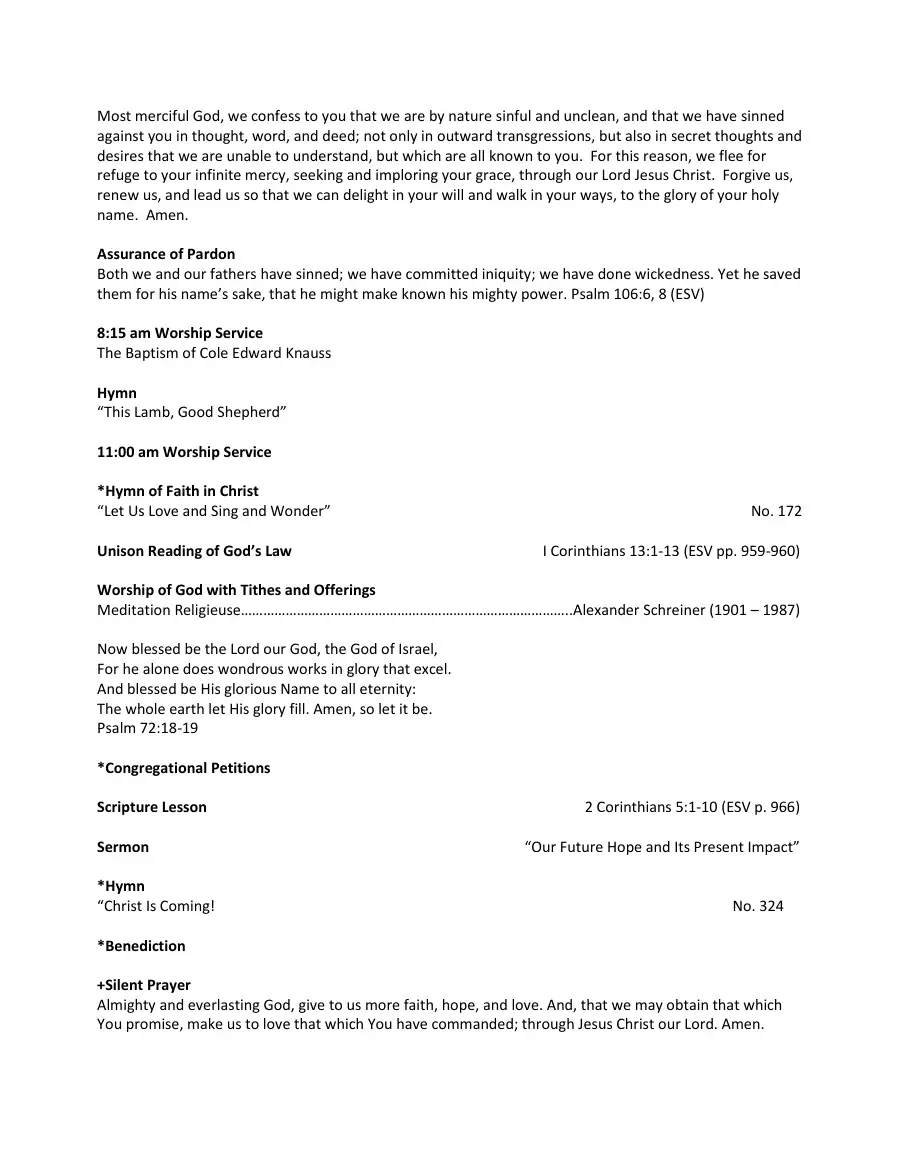 Most merciful God, we confess to you that we are by nature sinful and unclean, and that we have sinned
against you in thought, word, and deed; not only in outward transgressions, but also in secret thoughts and
desires that we are unable to understand, but which are all known to you.  For this reason, we flee for
refuge to your infinite mercy, seeking and imploring your grace, through our Lord Jesus Christ.  Forgive us,
renew us, and lead us so that we can delight in your will and walk in your ways, to the glory of your holy
name.  Amen.
Assurance of Pardon
Both we and our fathers have sinned; we have committed iniquity; we have done wickedness. Yet he saved
them for his name’s sake, that he might make known his mighty power. Psalm 106:6, 8 (ESV)
8:15 am Worship Service
The Baptism of Cole Edward Knauss
Hymn
“This Lamb, Good Shepherd”
11:00 am Worship Service
*Hymn of Faith in Christ
“Let Us Love and Sing and Wonder” No. 172
Unison Reading of God’s Law I Corinthians 13:1-13 (ESV pp. 959-960)
Worship of God with Tithes and Offerings
Meditation Religieuse……………………………………………………………………………..Alexander Schreiner (1901 – 1987)
Now blessed be the Lord our God, the God of Israel,
For he alone does wondrous works in glory that excel.
And blessed be His glorious Name to all eternity:
The whole earth let His glory fill. Amen, so let it be.
Psalm 72:18-19
*Congregational Petitions
Scripture Lesson 2 Corinthians 5:1-10 (ESV p. 966)
Sermon “Our Future Hope and Its Present Impact”
*Hymn
“Christ Is Coming! No. 324
*Benediction
+Silent Prayer
Almighty and everlasting God, give to us more faith, hope, and love. And, that we may obtain that which
You promise, make us to love that which You have commanded; through Jesus Christ our Lord. Amen.